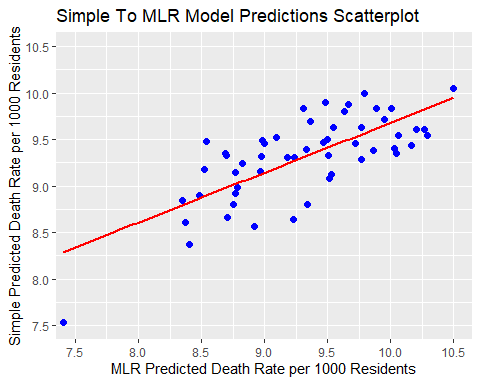 Simple To MLR Model Predictions Scatterplot
Simple Predicted Death Rate per 1000 Residents
10.5
10.0
9.5
9.0
8.5
8.0
7.5
7.5 8.0 8.5 9.0 9.5 10.0 10.5
MLR Predicted Death Rate per 1000 Residents